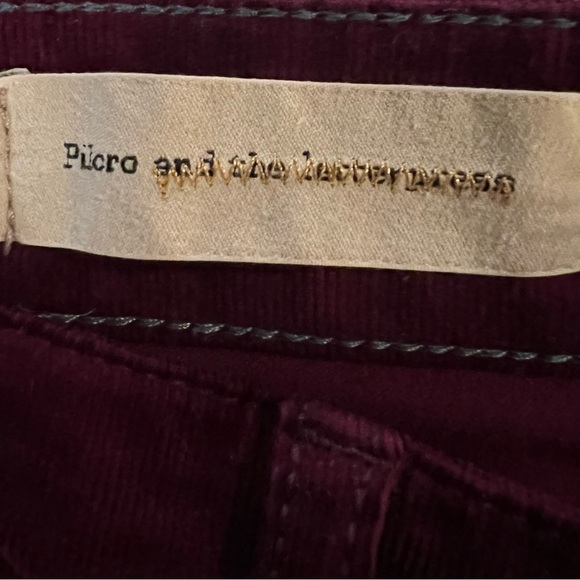 Pilcro and the letterpress